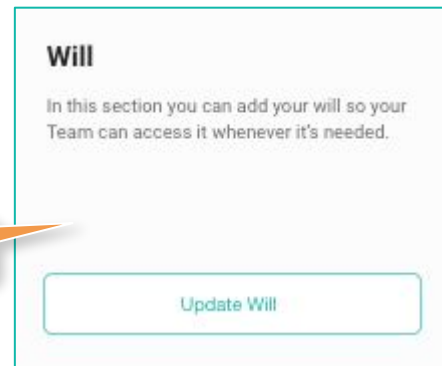 Will
In this section you can add your will so your
Team can access it whenever it's needed.
Update Will